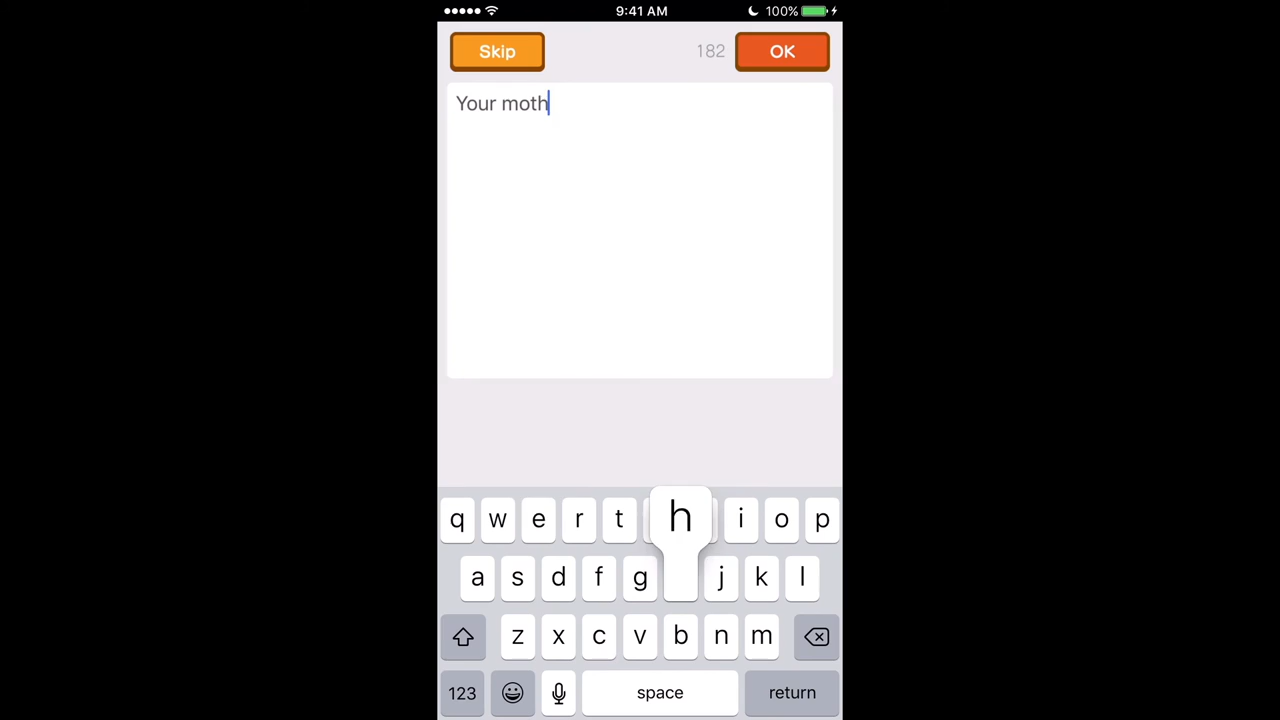 9:41 AM
100%
Skip
182
OK
Your moth
q w e r t h i o p
a s d f g j k l
z x c v b n m
123
space
return